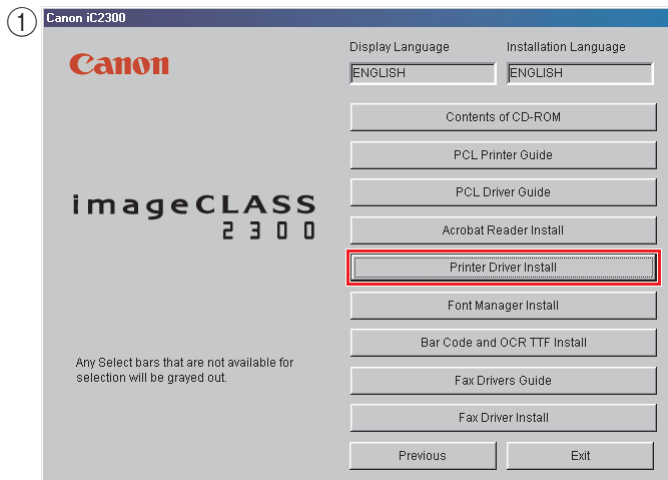 1
Canon iC2300
Display Language
Installation Language
Canon
ENGLISH
ENGLISH
Contents of CD-ROM
PCL Printer Guide
PCL Driver Guide
imageCLASS
2300
Acrobat Reader Install
Printer Driver Install
Font Manager Install
Bar Code and OCR TTF Install
Any Select bars that are not available for
selection will be grayed out.
Fax Drivers Guide
Fax Driver Install
Previous
Exit